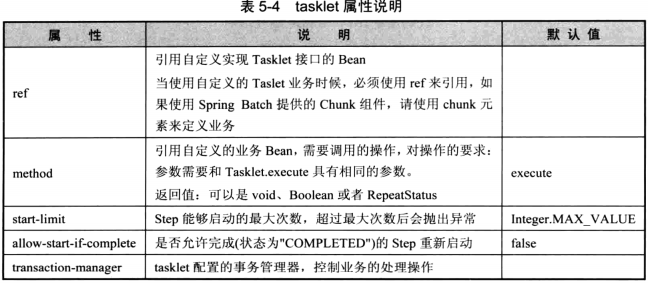 表 5-4 tasklet 属性说明
属 性
说 明
默 认 值
ref
引用自定义实现 Tasklet 接口的 Bean
当使用自定义的 Taslet 业务时候，必须使用 ref 来引用，如
果使用 Spring Batch 提供的 Chunk 组件，请使用 chunk 元
素来定义业务
method
引用自定义的业务 Bean，需要调用的操作，对操作的要求：
参数需要和 Tasklet.execute 具有相同的参数。
返回值：可以是 void、Boolean 或者 RepeatStatus
execute
start-limit
Step 能够启动的最大次数，超过最大次数后会抛出异常
Integer.MAX_VALUE
allow-start-if-complete
是否允许完成(状态为"COMPLETED")的 Step 重新启动
false
transaction-manager
tasklet 配置的事务管理器，控制业务的处理操作